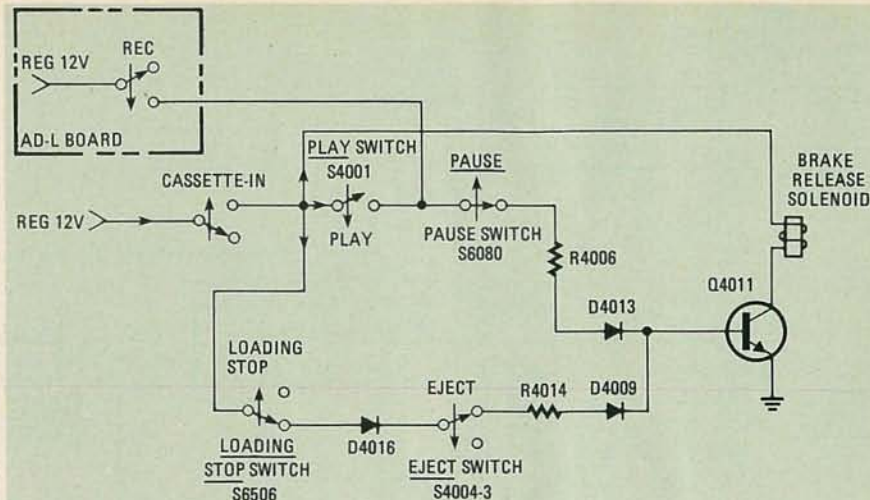 REC
REG 12V
AD-L BOARD
PLAY SWITCH
S4001
PAUSE
BRAKE
RELEASE
SOLENOID
CASSETTE-IN
REG 12V
PLAY
PAUSE SWITCH
S6080
R4006
Q4011
D4013
LOADING
STOP
EJECT
R4014
D4009
D4016
LOADING
STOP SWITCH
S6506
EJECT SWITCH
S4004-3